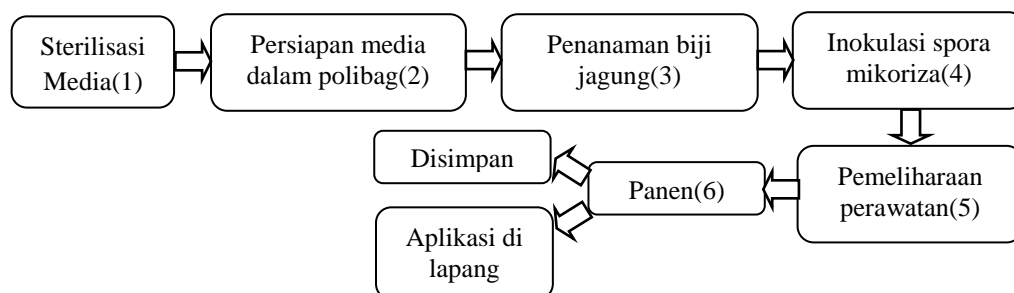 Sterilisasi
Media(1)
Persiapan media
dalam polibag(2)
Penanaman biji
jagung(3)
Inokulasi spora
mikoriza(4)
Pemeliharaan
perawatan(5)
Panen(6)
Disimpan
Aplikasi di
lapang